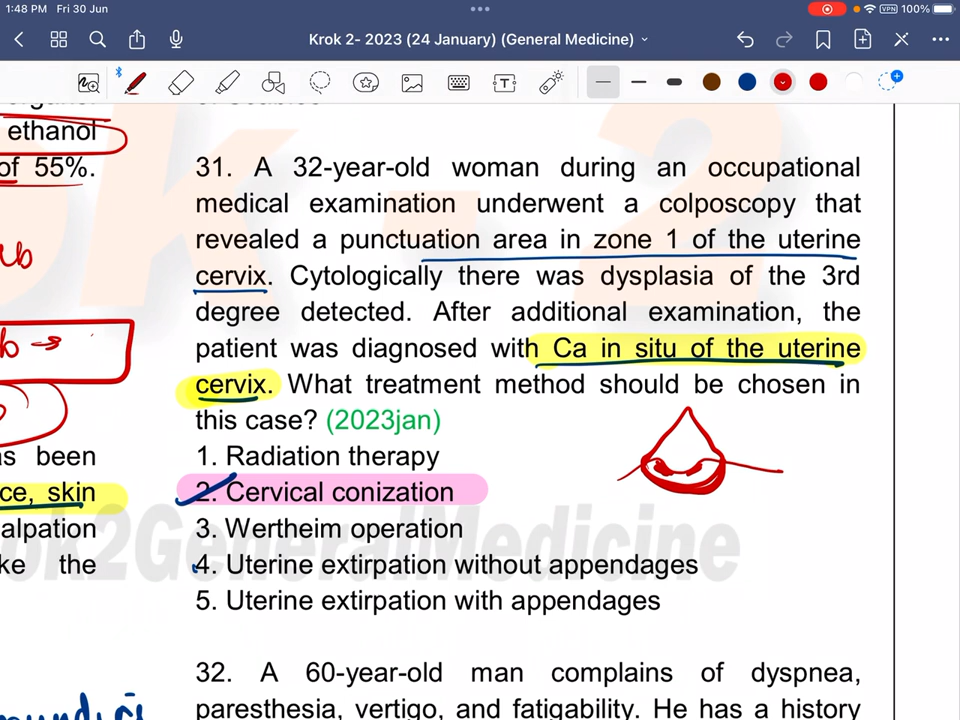 1:48 PM Fri 30 Jun
VPN 100%
Krok 2- 2023 (24 January) (General Medicine)
ethanol
of 55%.
31. A 32-year-old woman during an occupational
medical examination underwent a colposcopy that
revealed a punctuation area in zone 1 of the uterine
cervix. Cytologically there was dysplasia of the 3rd
degree detected. After additional examination, the
patient was diagnosed with Ca in situ of the uterine
cervix. What treatment method should be chosen in
this case? (2023jan)
1. Radiation therapy
2. Cervical conization
3. Wertheim operation
4. Uterine extirpation without appendages
5. Uterine extirpation with appendages
been
skin
the
32. A 60-year-old man complains of dyspnea,
paresthesia, vertigo, and fatigability. He has a history